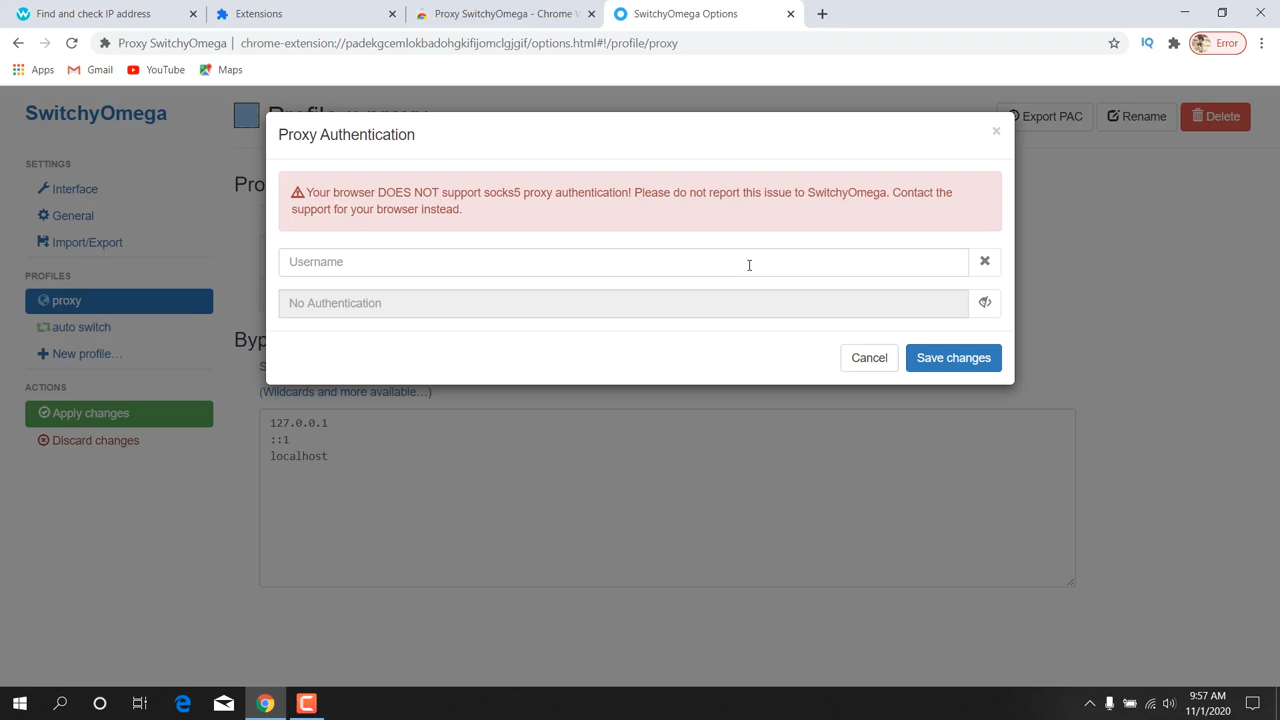 Find and check IP address
Extensions
Proxy SwitchyOmega - Chrome
SwitchyOmega Options
Proxy SwitchyOmega | chrome-extension://padekgcemlokbadohgkifijomclgjgif/options.html#!/profile/proxy
IQ
Error
Apps
Gmail
YouTube
Maps
SwitchyOmega
Export PAC
Rename
Delete
Proxy Authentication
Your browser DOES NOT support socks5 proxy authentication! Please do not report this issue to SwitchyOmega. Contact the
support for your browser instead.
SETTINGS
Interface
General
Import/Export
PROFILES
proxy
auto switch
New profile...
ACTIONS
Apply changes
Discard changes
Username
No Authentication
Cancel
Save changes
(Wildcards and more available...)
127.0.0.1
::1
localhost
9:57 AM
11/1/2020